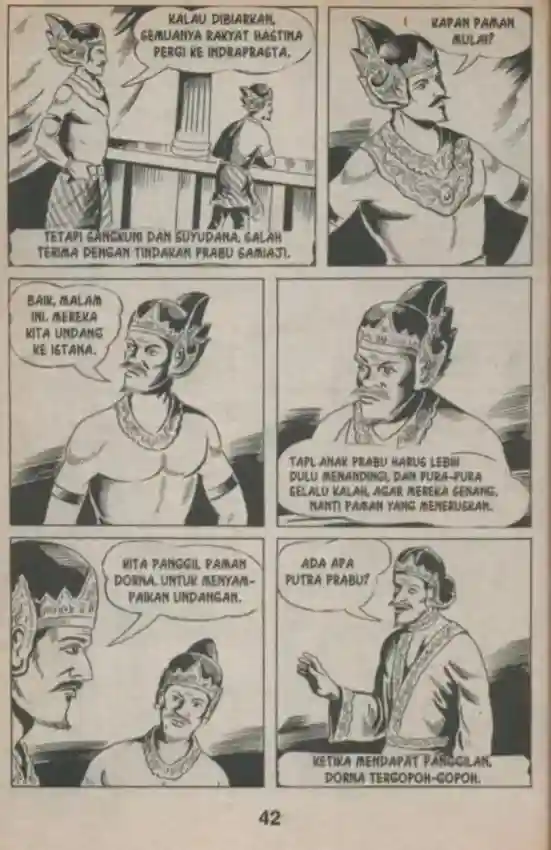 KALAU DIBIARKAN,
SEMUANYA RAKYAT HASTINA
PERGI KE INDRAPRASTA.
TETAPI SANGKUNI DAN SUYUDANA, SALAH
TERIMA DENGAN TINDAKAN PRABU SAMIAJI.
KAPAN PAMAN
MULAI?
BAIK, MALAM
INI. MEREKA
KITA UNDANG
KE ISTANA.
TAPI, ANAK PRABU HARUS LEBIH
DULU MENANDINGI, DAN PURA-PURA
SELALU KALAH, AGAR MEREKA SENANG.
NANTI PAMAN YANG MENERUSKAN.
KITA PANGGIL PAMAN
DORNA. UNTUK MENYAM-
PAIKAN UNDANGAN.
ADA APA
PUTRA PRABU?
KETIKA MENDAPAT PANGGILAN,
DORNA TERGOPOH-GOPOH.
42